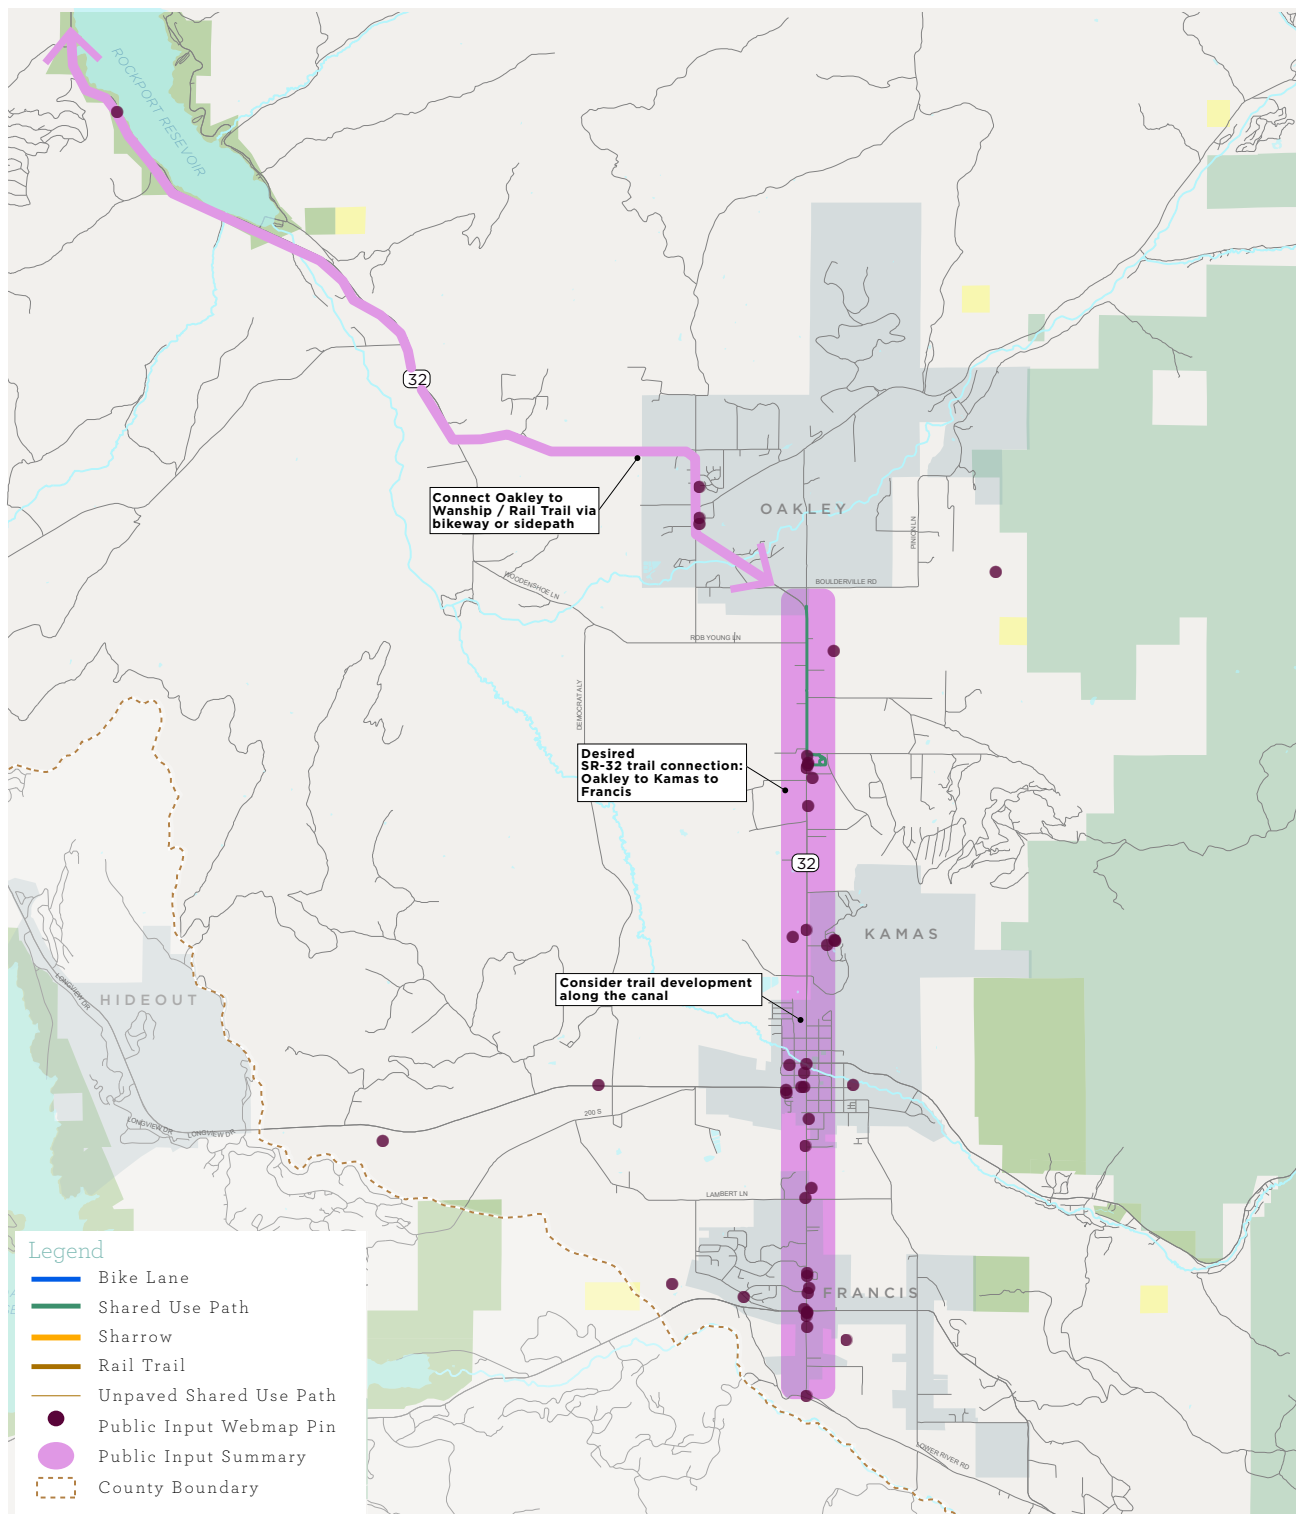 ROCKPORT RESEVOIR
32
Connect Oakley to
Wanship / Rail Trail via
bikeway or sidepath
OAKLEY
PINION LN
WOODENSHOE LN
BOULDERVILLE RD
ROB YOUNG LN
DEMOCRAT ALY
Desired
SR-32 trail connection:
Oakley to Kamas to
Francis
32
KAMAS
Consider trail development
along the canal
LONGVIEW DR
HIDEOUT
200 S
LONGVIEW DR
LONGVIEW DR
LAMBERT LN
FRANCIS
LOWER RIVER RD
Legend
Bike Lane
Shared Use Path
Sharrow
Rail Trail
Unpaved Shared Use Path
Public Input Webmap Pin
Public Input Summary
County Boundary